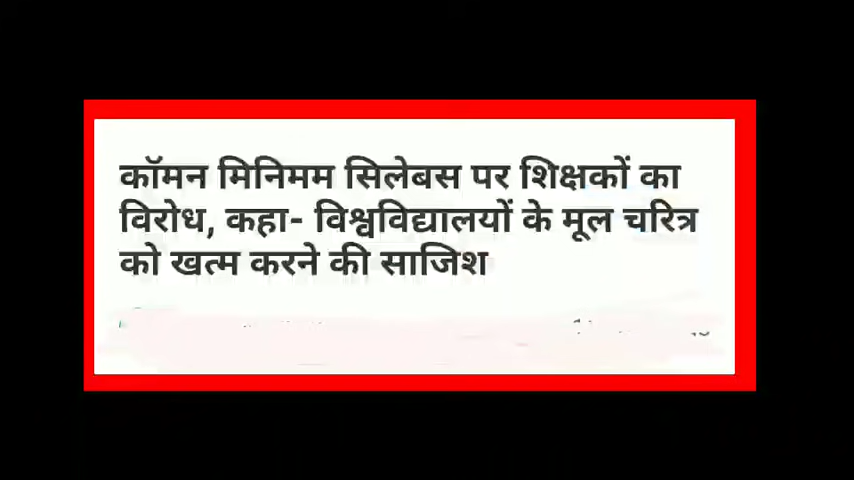 कॉमन मिनिमम सिलेबस पर शिक्षकों का
विरोध, कहा- विश्वविद्यालयों के मूल चरित्र
को खत्म करने की साजिश